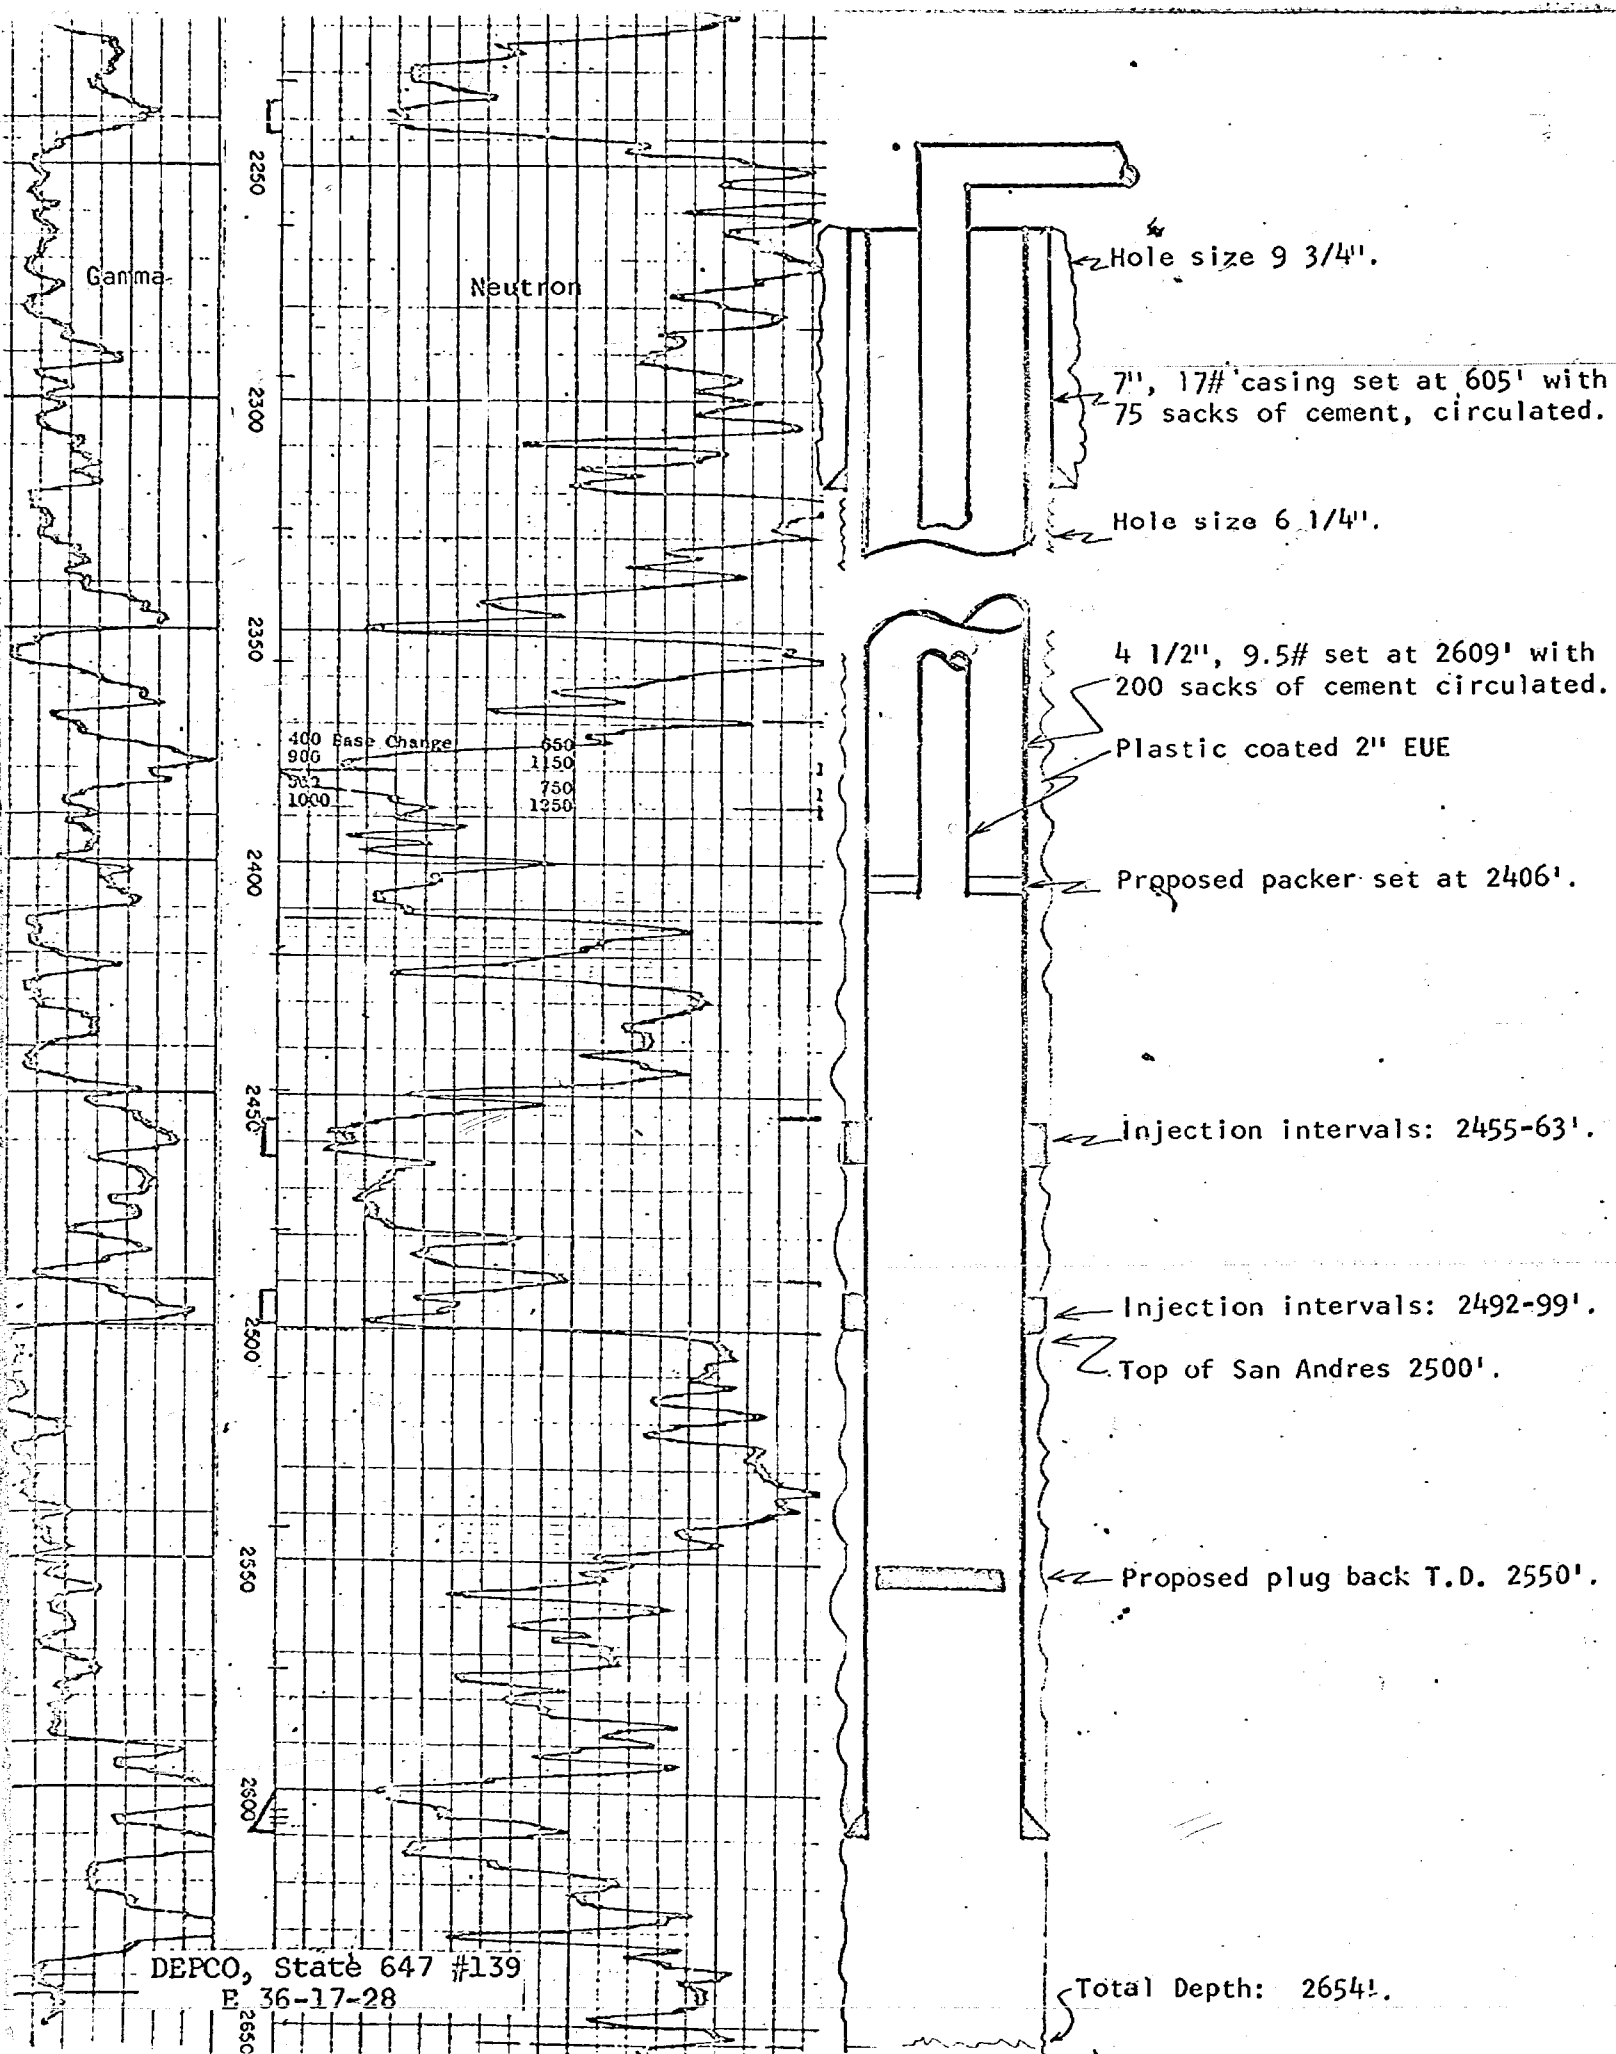 Gamma
Neutron
2250
2300
2350
2400
2450
2500
2550
2600
2650
400 Base Change 650
900 1150
750
1000 1250
Hole size 9 3/4".
7", 17# casing set at 605' with
75 sacks of cement, circulated.
Hole size 6 1/4".
4 1/2", 9.5# set at 2609' with
200 sacks of cement circulated.
Plastic coated 2" EUE
Proposed packer set at 2406'.
Injection intervals: 2455-63'.
Injection intervals: 2492-99'.
Top of San Andres 2500'.
Proposed plug back T.D. 2550'.
Total Depth: 2654'.
DEPCO, State 647 #139
E 36-17-28